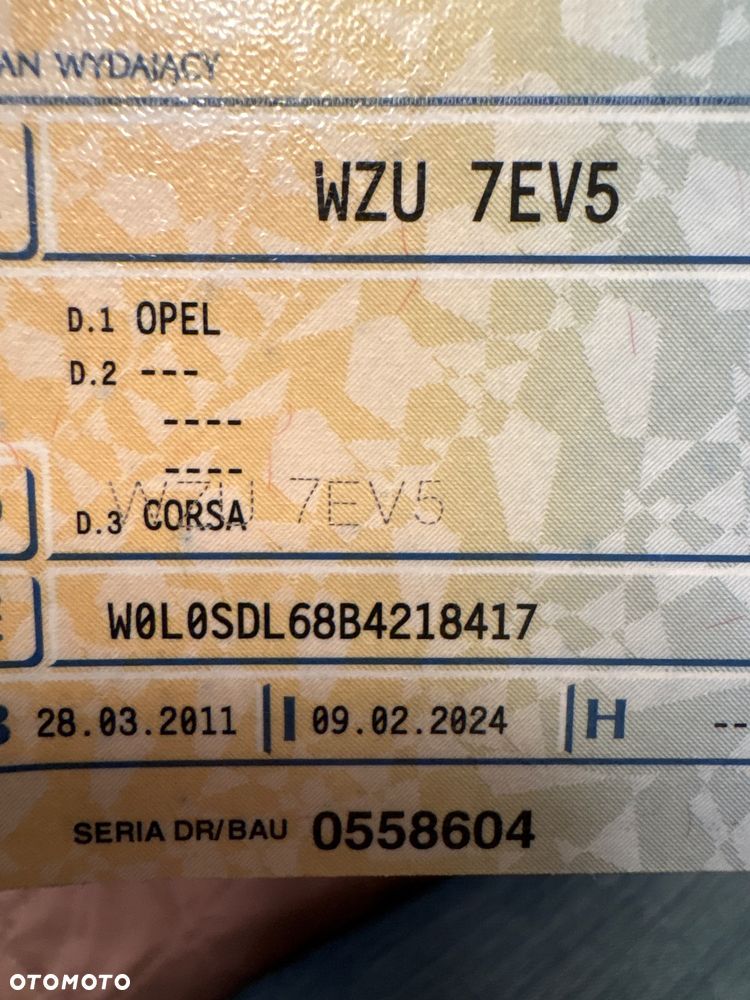 AN WYDAJĄCY
WZU 7EV5
D.1 OPEL
D.2 ---
----
----
WZU 7EV5
D.3 CORSA
W0L0SDL68B4218417
B 28.03.2011 I 09.02.2024 H --
SERIA DR/BAU 0558604
OTOMOTO